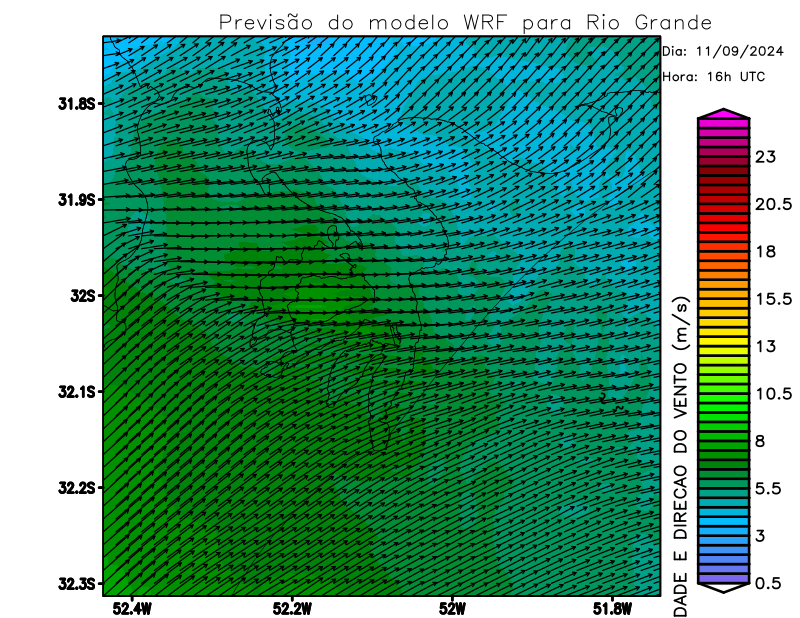 Previsão do modelo WRF para Rio Grande
Dia: 11/09/2024
Hora: 16h UTC
31.8S
31.9S
32S
32.1S
32.2S
32.3S
52.4W
52.2W
52W
51.8W
23
20.5
18
15.5
13
10.5
8
5.5
3
0.5
DADE E DIRECAO DO VENTO (m/s)